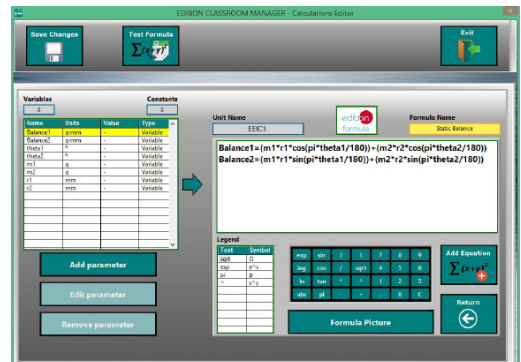 EDIBON CLASSROOM MANAGER - Calculations Editor
Save Changes
Test Formula
Σ(x+y)²
Exit
Variables
8
Constants
0
Name Units Value Type
Balance1 g·mm - Variable
Balance2 g·mm - Variable
theta1 º - Variable
theta2 º - Variable
m1 g - Variable
m2 g - Variable
r1 mm - Variable
r2 mm - Variable
Add parameter
Edit parameter
Remove parameter
Unit Name
edibon
formula
Formula Name
Static Balance
Balance1=(m1*r1*cos(pi*theta1/180))+(m2*r2*cos(pi*theta2/180))
Balance2=(m1*r1*sin(pi*theta1/180))+(m2*r2*sin(pi*theta2/180))
Legend
Text Symbol
sqrt
exp e^x
pi
^ x^y
exp sin ) ( 7 8 9
log cos / sqrt 4 5 6
ln tan * ^ 1 2 3
abs pi - + . 0 C
Formula Picture
Add Equation
Σ(x+y)²
Return